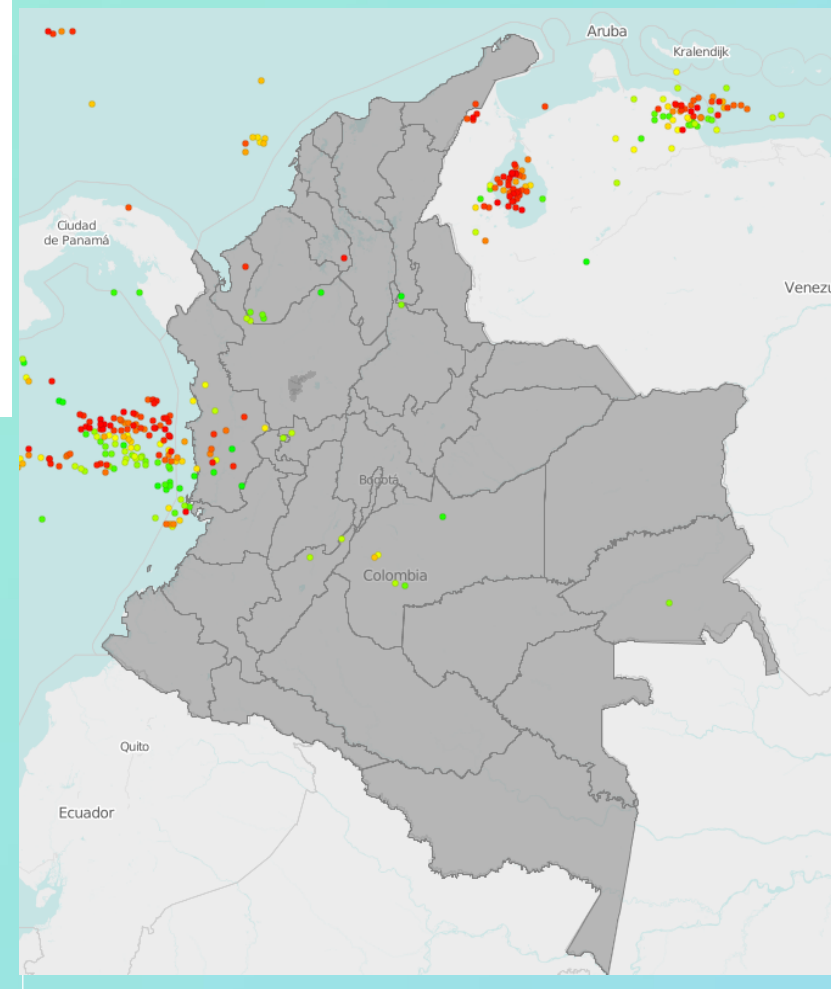 Aruba
Kralendijk
Ciudad
de Panamá
Venezu
Bogotá
Colombia
Quito
Ecuador